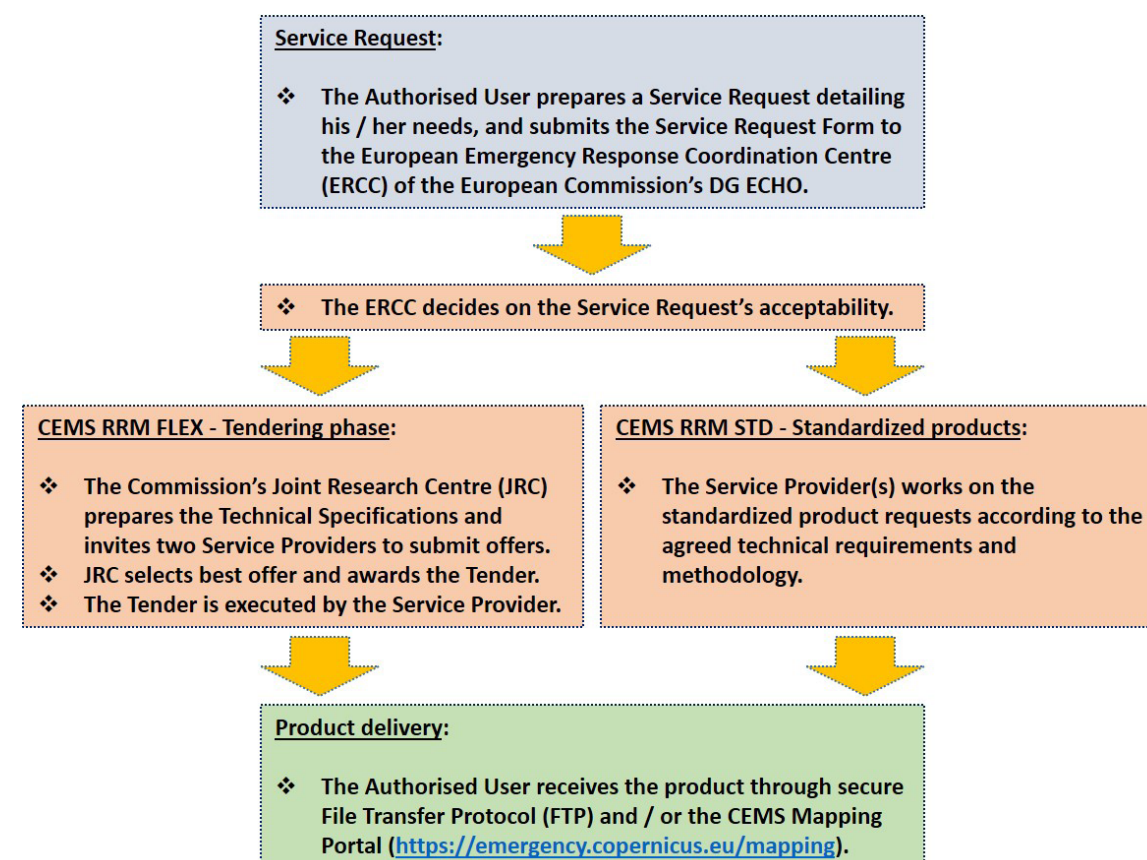 Service Request:
❖ The Authorised User prepares a Service Request detailing
his / her needs, and submits the Service Request Form to
the European Emergency Response Coordination Centre
(ERCC) of the European Commission’s DG ECHO.
❖ The ERCC decides on the Service Request’s acceptability.
CEMS RRM FLEX - Tendering phase:
❖ The Commission’s Joint Research Centre (JRC)
prepares the Technical Specifications and
invites two Service Providers to submit offers.
❖ JRC selects best offer and awards the Tender.
❖ The Tender is executed by the Service Provider.
CEMS RRM STD - Standardized products:
❖ The Service Provider(s) works on the
standardized product requests according to the
agreed technical requirements and
methodology.
Product delivery:
❖ The Authorised User receives the product through secure
File Transfer Protocol (FTP) and / or the CEMS Mapping
Portal (https://emergency.copernicus.eu/mapping).